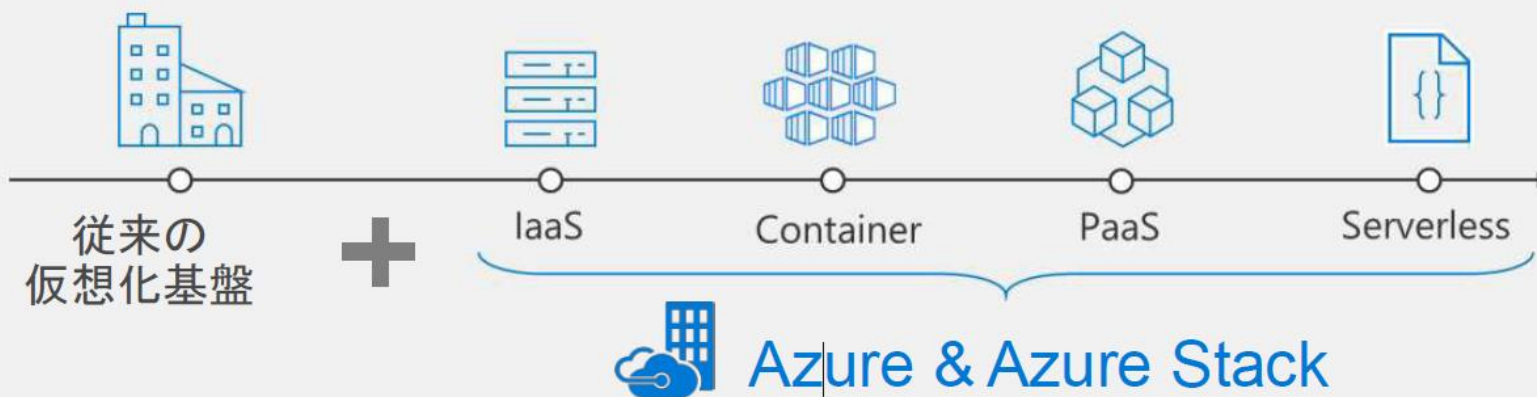 従来の
仮想化基盤
IaaS
Container
PaaS
Serverless
{}
Azure & Azure Stack